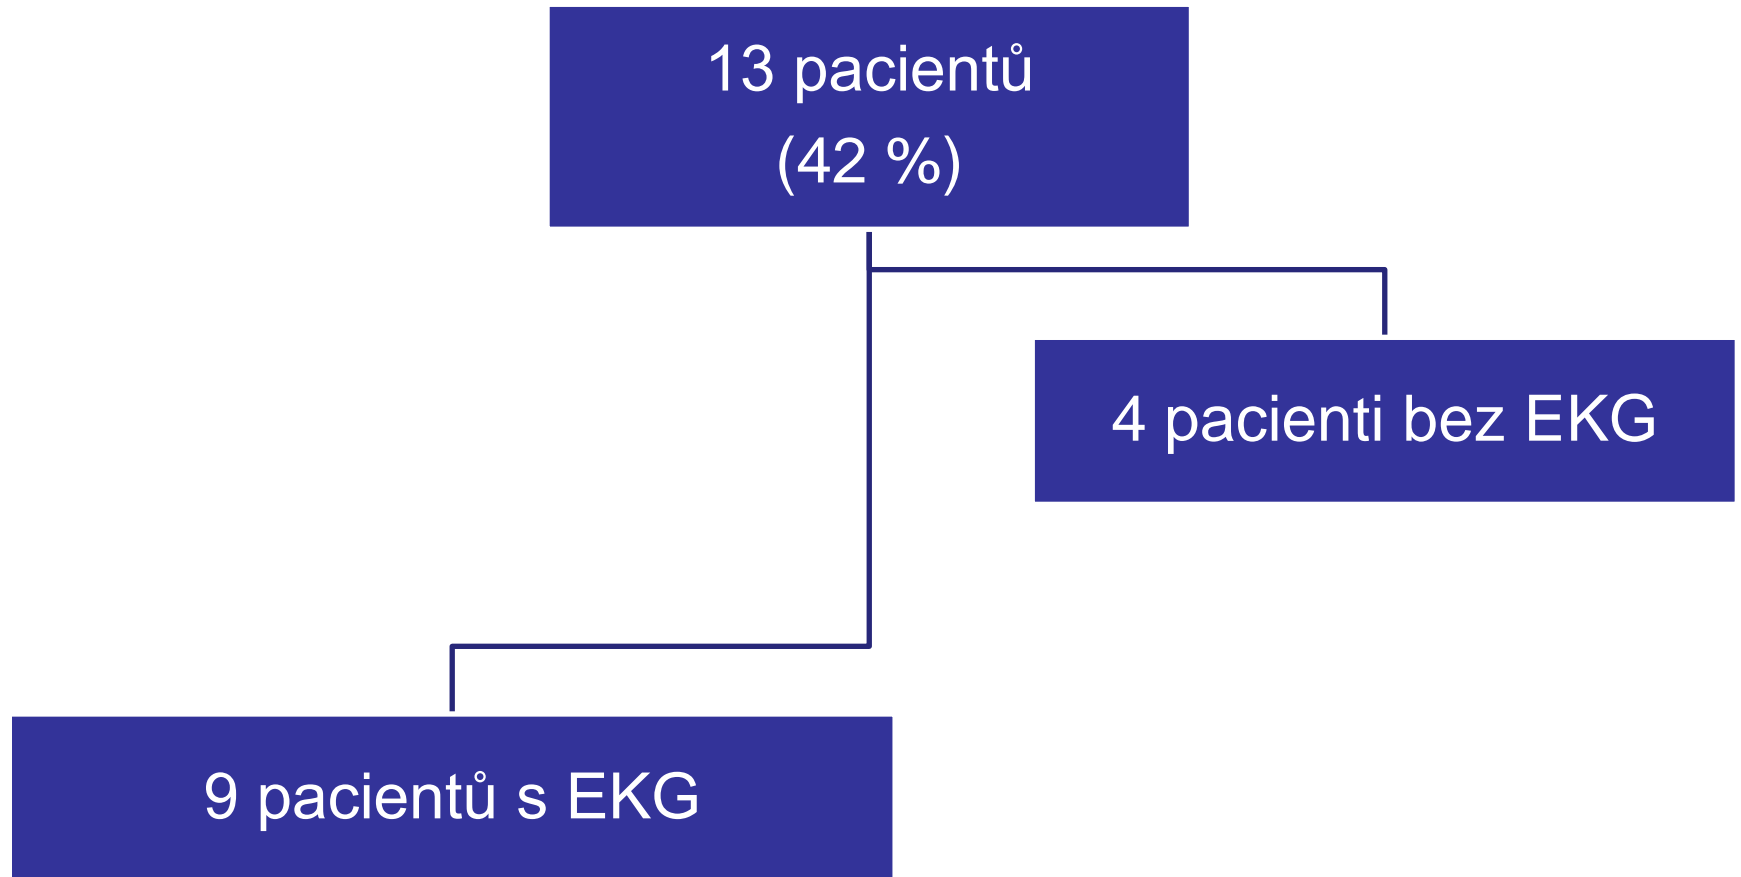 13 pacientů
(42 %)
4 pacienti bez EKG
9 pacientů s EKG